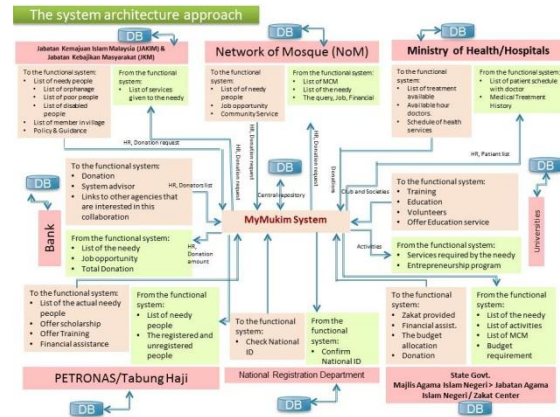 The system architecture approach
DB
DB
DB
Jabatan Kemajuan Islam Malaysia (JAKIM) &
Jabatan Kebajikan Masyarakat (JKM)
Network of Mosque (NoM)
Ministry of Health/Hospitals
To the functional system:
• List of needy people
• List of orphanage
• List of poor people
• List of disabled
people
• List of member in village
• Policy & Guidance
From the
functional system:
• List of services
given to the needy
To the functional system:
• List of of needy
people
• Job opportunity
• Community Service
From the functional
system:
• List of MCM
• List of the needy
• The query, Job, Financial
To the functional system:
• List of treatment
available
• Available hour
doctors.
• Schedule of health
services
From the functional
system:
• List of patient schedule
with doctor
• Medical Treatment
History
HR, Donation request
HR, Donation request
HR, Donation request
HR, Donation request
Donations
HR, Patient list
DB
Bank
To the functional system:
• Donation
• System advisor
• Links to other agencies that
are interested in this
collaboration
HR, Donors list
From the functional system:
• List of the needy
• Job opportunity
• Total Donation
HR,
Donation
amount
DB
Central repository
MyMukim System
Club and Societies
Activities
To the functional system:
• Training
• Education
• Volunteers
• Offer Education service
From the functional system:
• Services required by the needy
• Entrepreneurship program
DB
Universities
To the functional system:
• List of the actual needy
people
• Offer scholarship
• Offer Training
• Financial assistance
From the functional
system:
• List of needy
people
• The registered and
unregistered
people
To the functional
system:
• Check National
ID
From the
functional
system:
• Confirm
National ID
To the functional
system:
• Zakat provided
• Financial assist.
• The budget
allocation
• Donation
From the functional
system:
• List of the needy
• List of activities
• List of MCM
• Budget
requirement
PETRONAS/Tabung Haji
National Registration Department
State Govt.
Majlis Agama Islam Negeri> Jabatan Agama
Islam Negeri / Zakat Center
DB
DB
DB